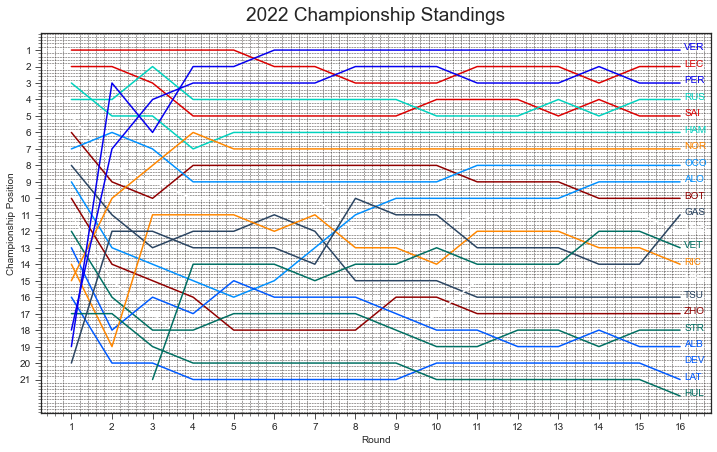 2022 Championship Standings
Championship Position
1
2
3
4
5
6
7
8
9
10
11
12
13
14
15
16
17
18
19
20
21
VER
LEC
PER
RUS
SAI
HAM
NOR
OCO
ALO
BOT
GAS
VET
RIC
TSU
ZHO
STR
ALB
DEV
LAT
HUL
1 2 3 4 5 6 7 8 9 10 11 12 13 14 15 16
Round